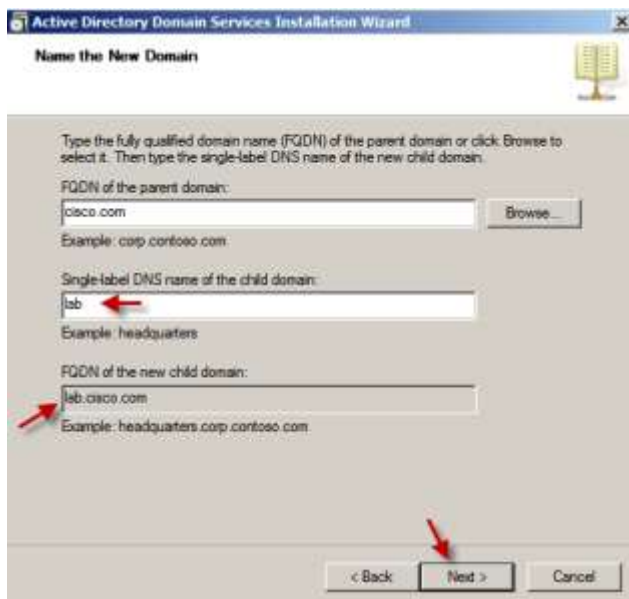 Active Directory Domain Services Installation Wizard
Name the New Domain
Type the fully qualified domain name (FQDN) of the parent domain or click Browse to
select it. Then type the single-label DNS name of the new child domain.
FQDN of the parent domain:
cisco.com
Browse...
Example: corp.contoso.com
Single-label DNS name of the child domain:
lab
Example: headquarters
FQDN of the new child domain:
lab.cisco.com
Example: headquarters.corp.contoso.com
< Back
Next >
Cancel